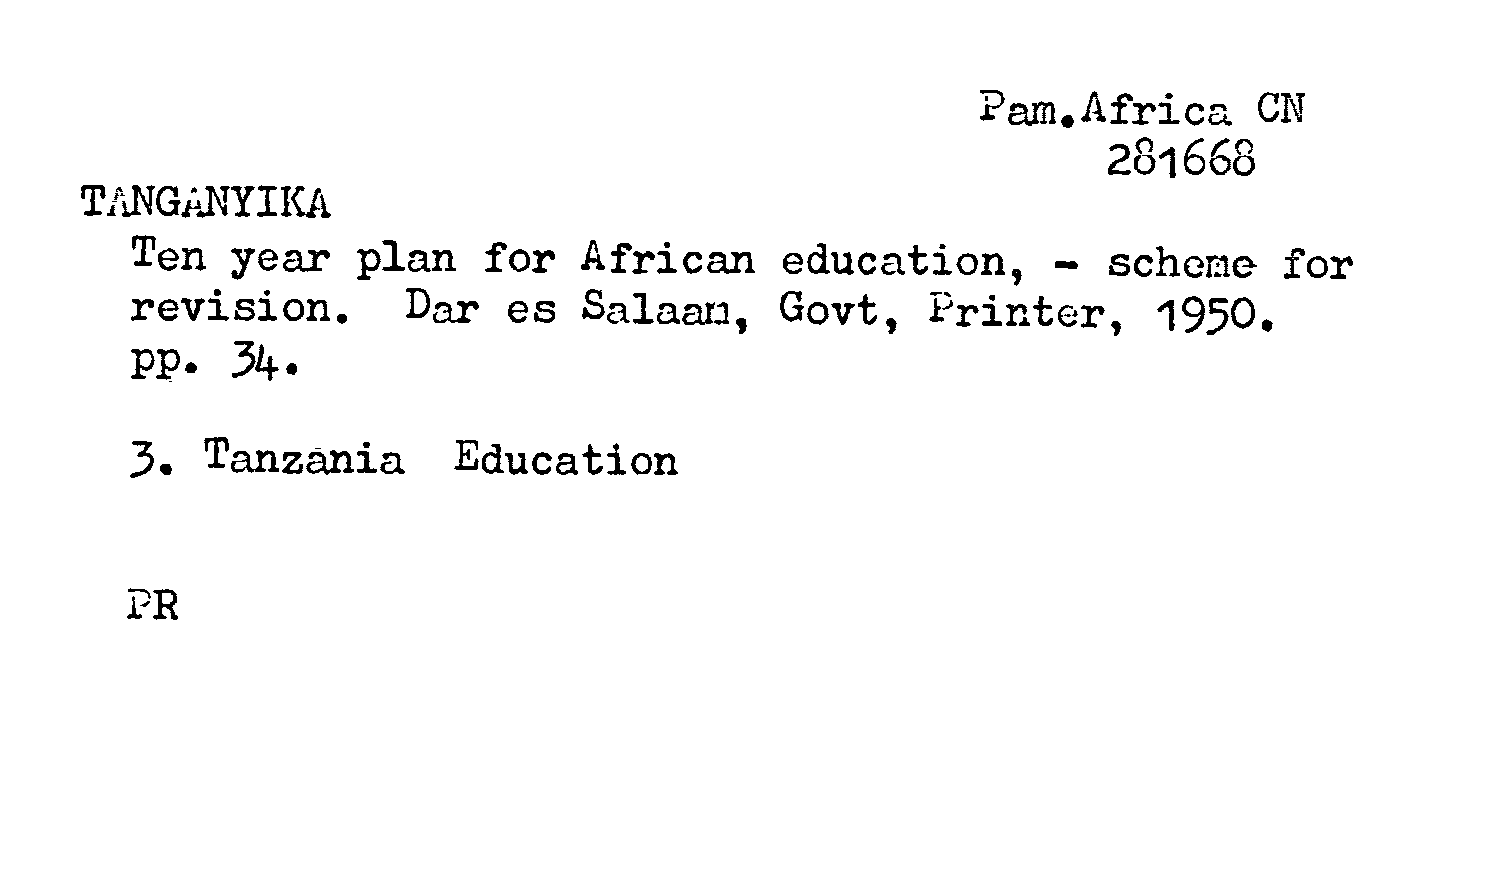 Pam.Africa CN
281668
TANGANYIKA
Ten year plan for African education, - scheme for
revision. Dar es Salaam, Govt, Printer, 1950.
pp. 34.
3. Tanzania Education
PR